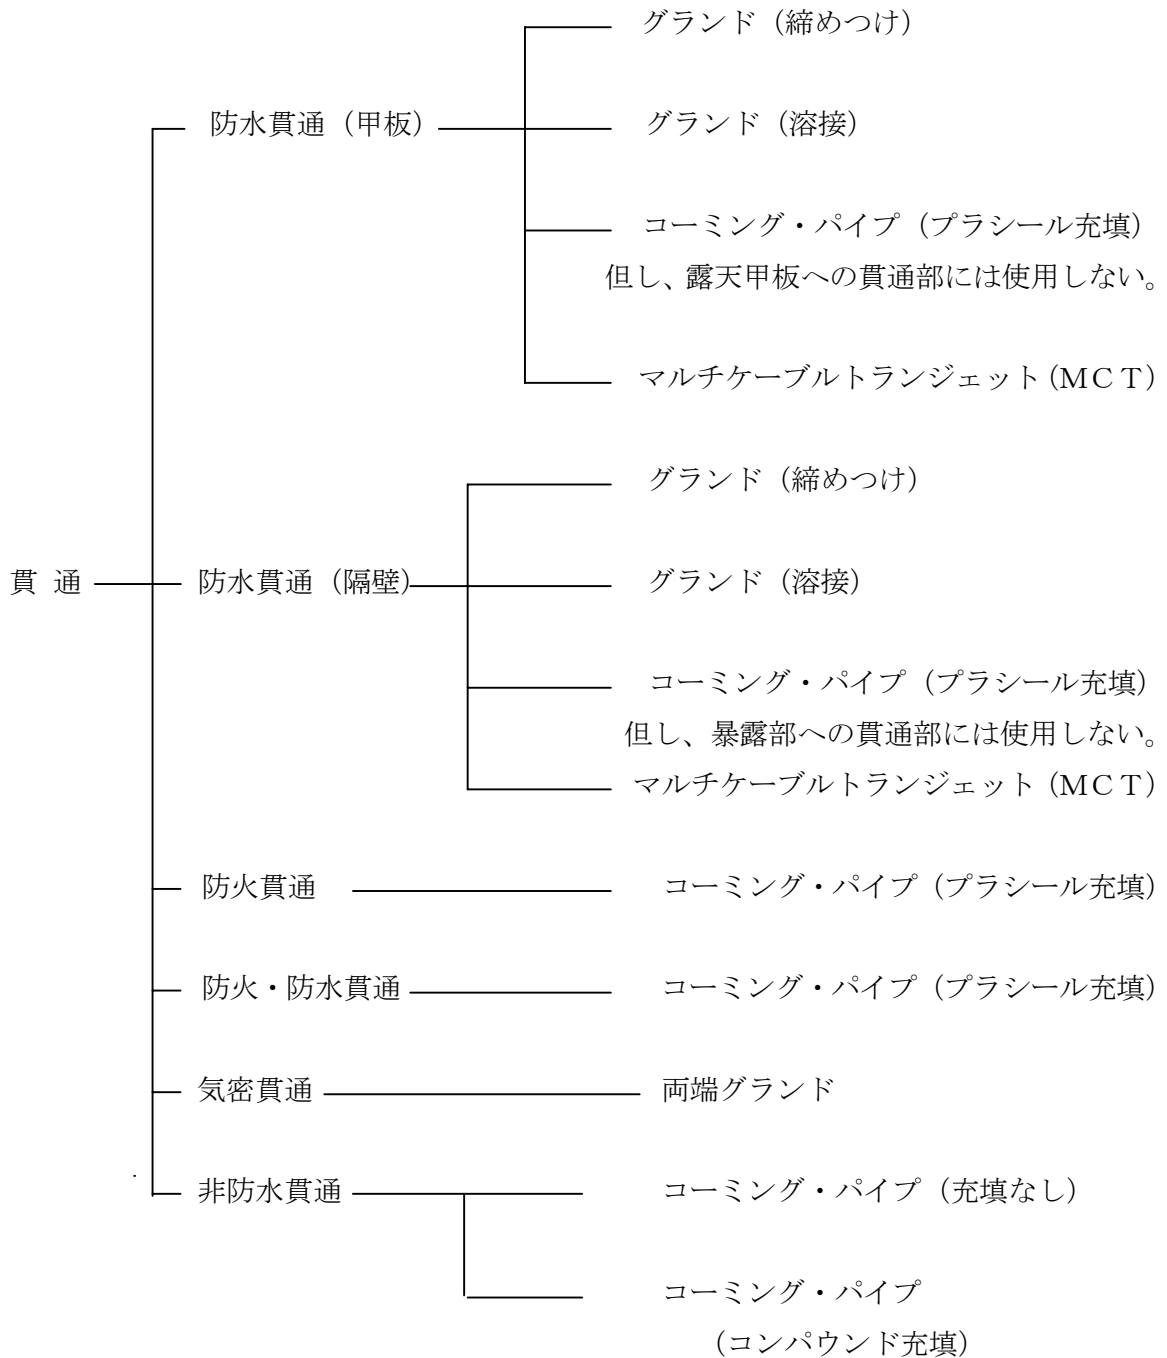 グランド（締めつけ）
防水貫通（甲板）
グランド（溶接）
コーミング・パイプ（プラシール充填）
但し、露天甲板への貫通部には使用しない。
マルチケーブルトランジェット（ＭＣＴ）
グランド（締めつけ）
貫 通
防水貫通（隔壁）
グランド（溶接）
コーミング・パイプ（プラシール充填）
但し、暴露部への貫通部には使用しない。
マルチケーブルトランジェット（ＭＣＴ）
防火貫通
コーミング・パイプ（プラシール充填）
防火・防水貫通
コーミング・パイプ（プラシール充填）
気密貫通
両端グランド
非防水貫通
コーミング・パイプ（充填なし）
コーミング・パイプ
（コンパウンド充填）